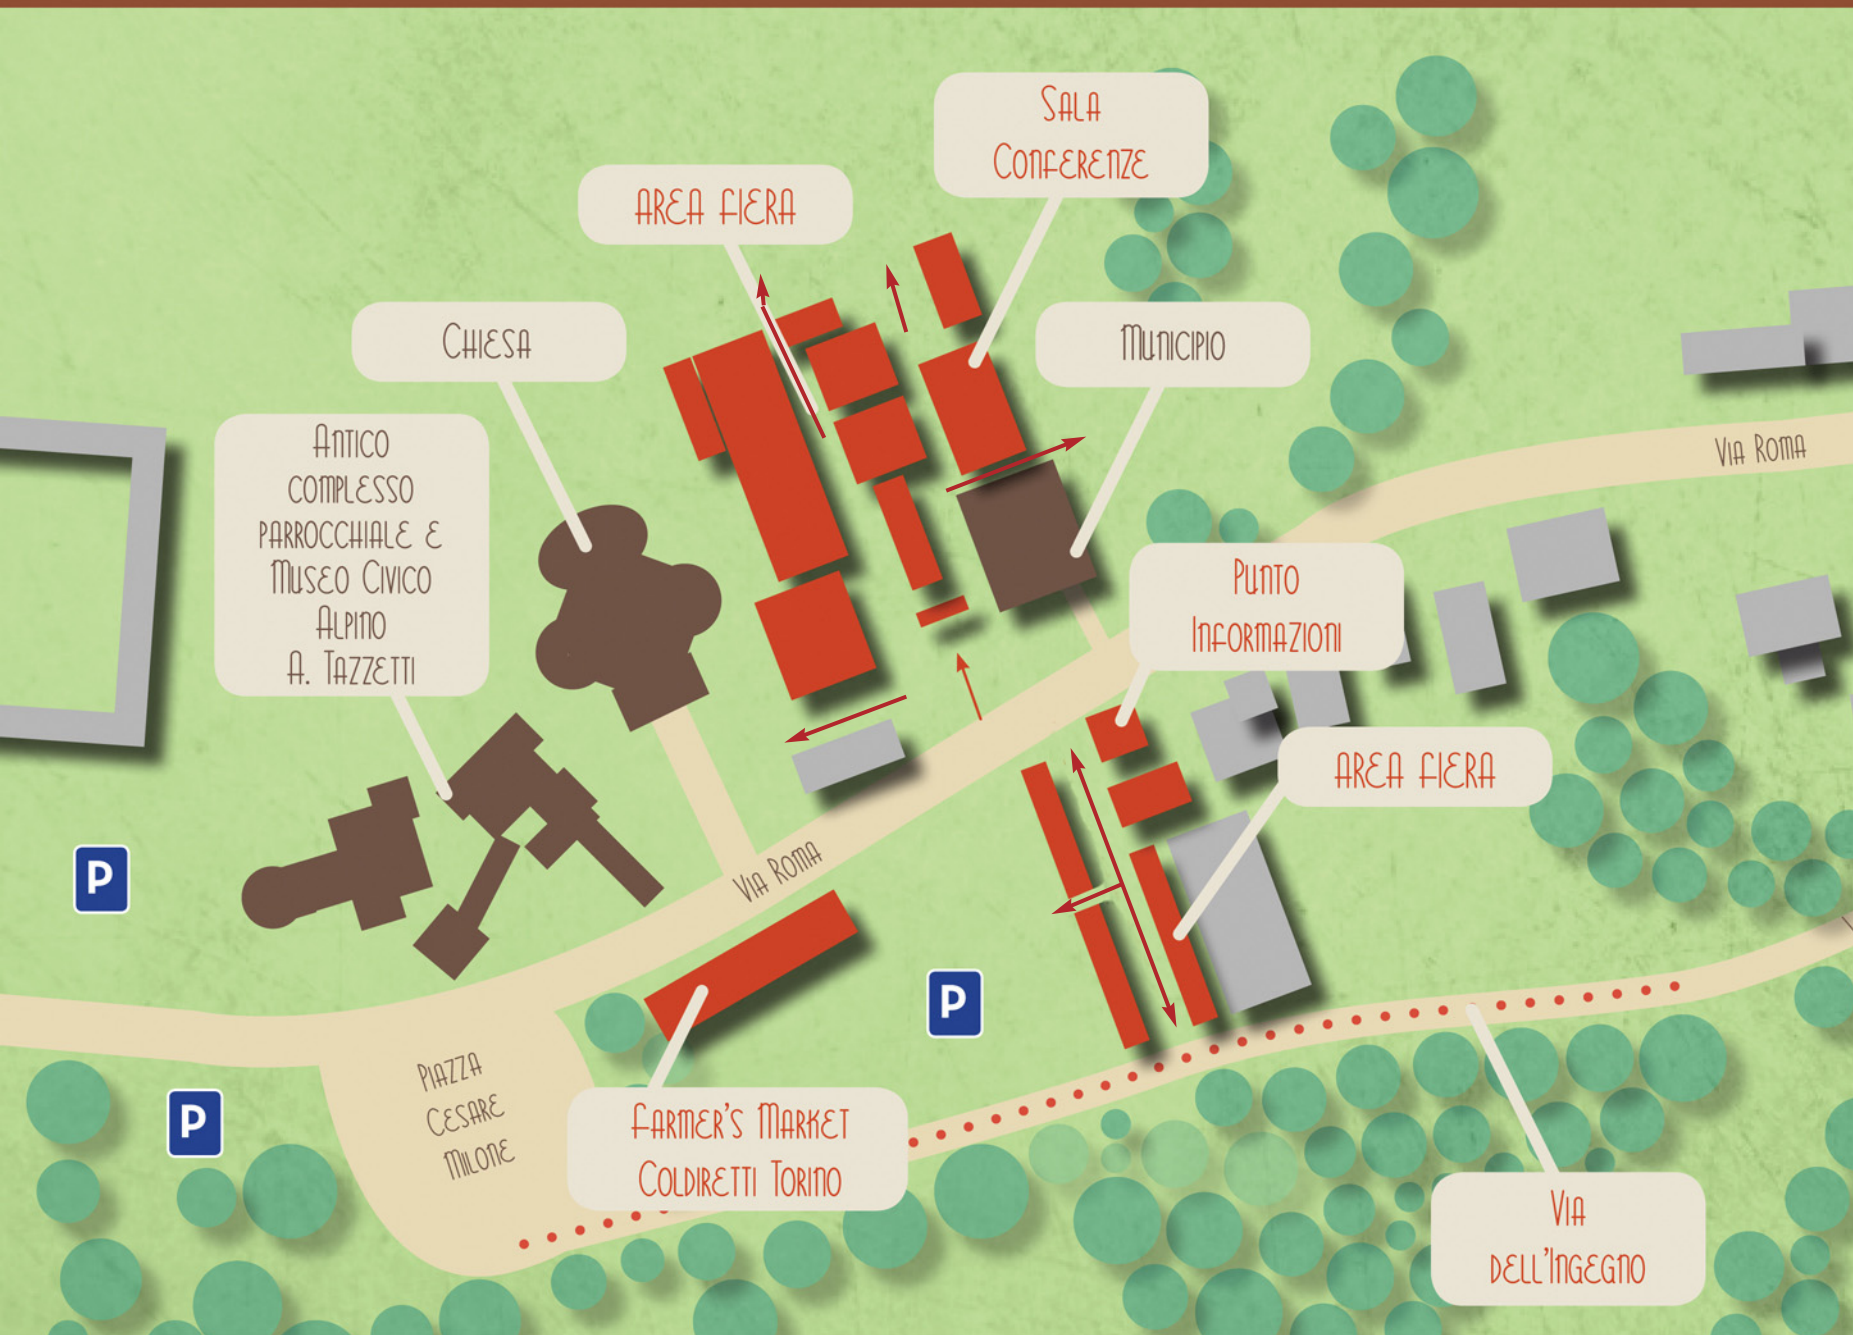 Sala
Conferenze
Area Fiera
Chiesa
Municipio
Antico
complesso
parrocchiale e
Museo Civico
Alpino
A. Tazzetti
Via Roma
Punto
Informazioni
Area Fiera
P
Via Roma
P
Piazza
Cesare
Milone
P
Farmer's Market
Coldiretti Torino
Via
dell'Ingegno